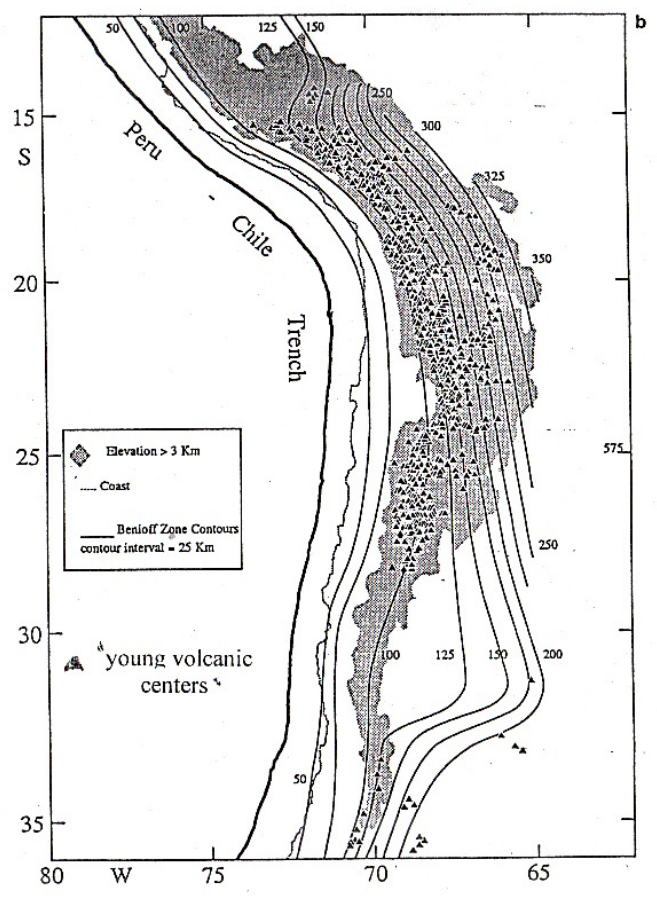 b
50
100
125
150
15
S
Peru
Chile
Trench
250
300
325
350
20
25
575
Elevation > 3 Km
Coast
Benioff Zone Contours
contour interval = 25 Km
250
30
"young volcanic
centers"
100
125
150
200
50
35
80
W
75
70
65